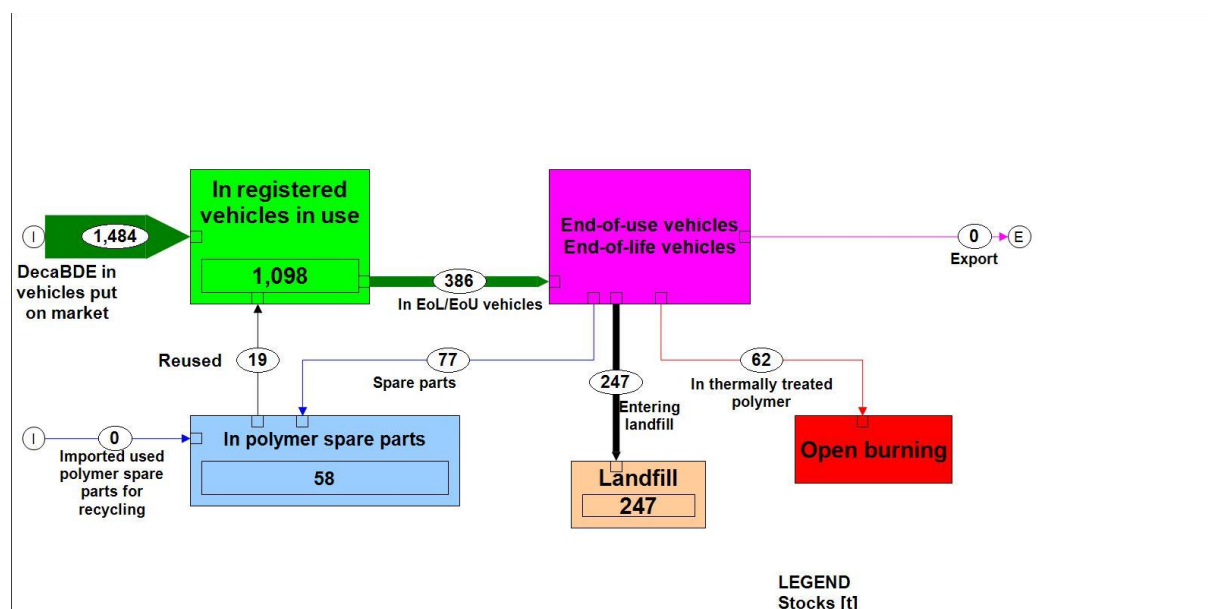 In registered
vehicles in use
1,098
End-of-use vehicles
End-of-life vehicles
I
1,484
DecaBDE in
vehicles put
on market
386
In EoL/EoU vehicles
0
E
Export
Reused
19
77
Spare parts
247
Entering
landfill
62
In thermally treated
polymer
I
0
Imported used
polymer spare
parts for
recycling
In polymer spare parts
58
Landfill
247
Open burning
LEGEND
Stocks [t]